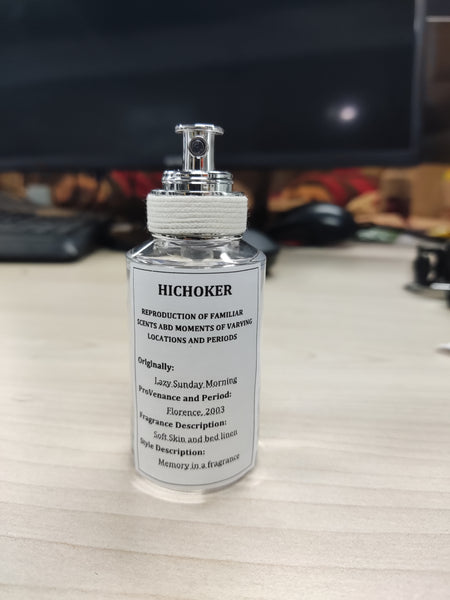 HICHOKER
REPRODUCTION OF FAMILIAR
SCENTS ABD MOMENTS OF VARYING
LOCATIONS AND PERIODS
Originally:
Lazy Sunday Morning
ProVenance and Period:
Florence, 2003
Fragrance Description:
Soft Skin and bed linen
Style Description:
Memory in a fragrance